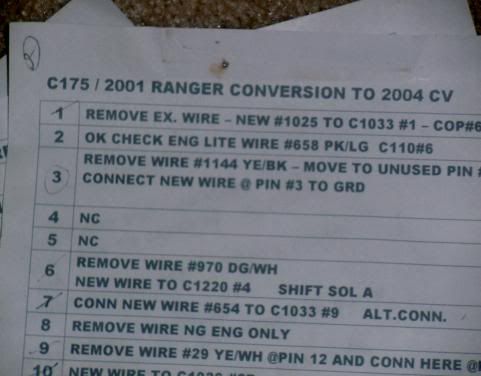 C175 / 2001 RANGER CONVERSION TO 2004 CV
1 REMOVE EX. WIRE – NEW #1025 TO C1033 #1 – COP#6
2 OK CHECK ENG LITE WIRE #658 PK/LG C110#6
REMOVE WIRE #1144 YE/BK – MOVE TO UNUSED PIN #
3 CONNECT NEW WIRE @ PIN #3 TO GRD
4 NC
5 NC
6 REMOVE WIRE #970 DG/WH
NEW WIRE TO C1220 #4 SHIFT SOL A
7 CONN NEW WIRE #654 TO C1033 #9 ALT.CONN.
8 REMOVE WIRE NG ENG ONLY
9 REMOVE WIRE #29 YE/WH @PIN 12 AND CONN HERE @
10 NEW WIRE TO